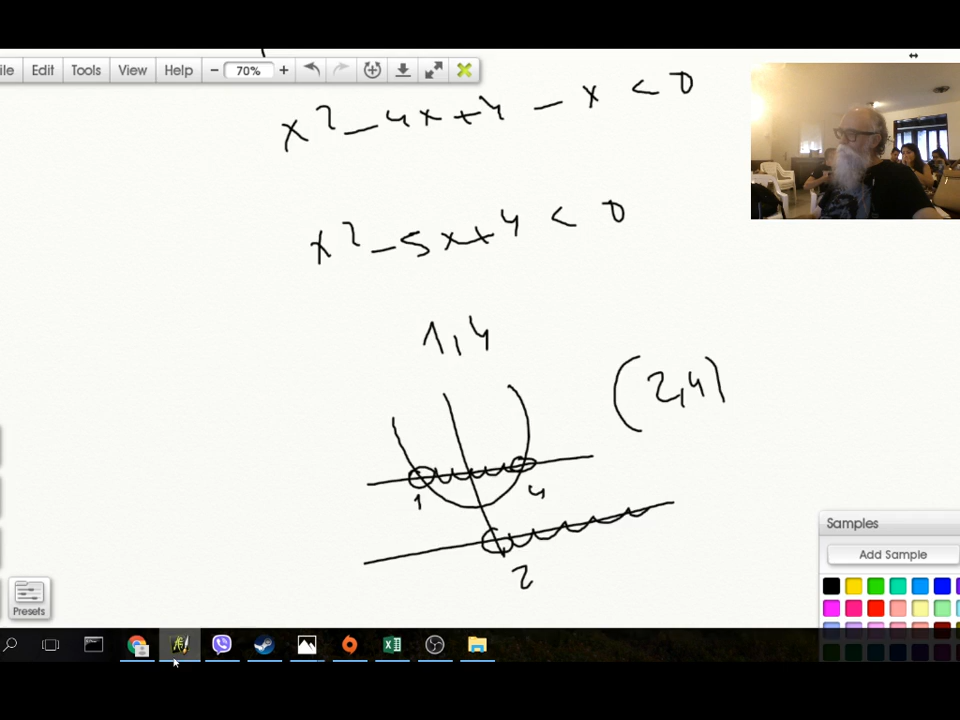 ile Edit Tools View Help − 70% +
x² − 4x + 4 − x < 0
x² − 5x + 4 < 0
1, 4
(2,4)
1 4
2
Samples
Add Sample
Presets